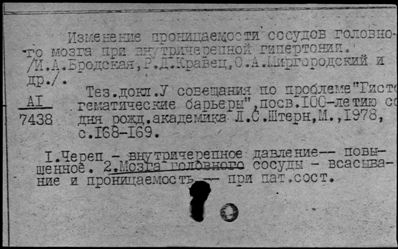 Изменение проницаемости сосудов головно-
го мозга при внутричерепной гипертонии.
/И.А.Бродская, Р.Д.Кравец, О.А.Миргородский и
др./.
Тез.докл.У совещания по проблеме"Гисто
АI гематические барьеры",посв.100-летию со
7438 дня рожд.академика Л.С.Штерн,М.,1978,
с.168-169.
I.Череп - внутричерепное давление-- повы-
шенное. 2.Мозга головного сосуды - всасыва-
ние и проницаемость -- при пат.сост.